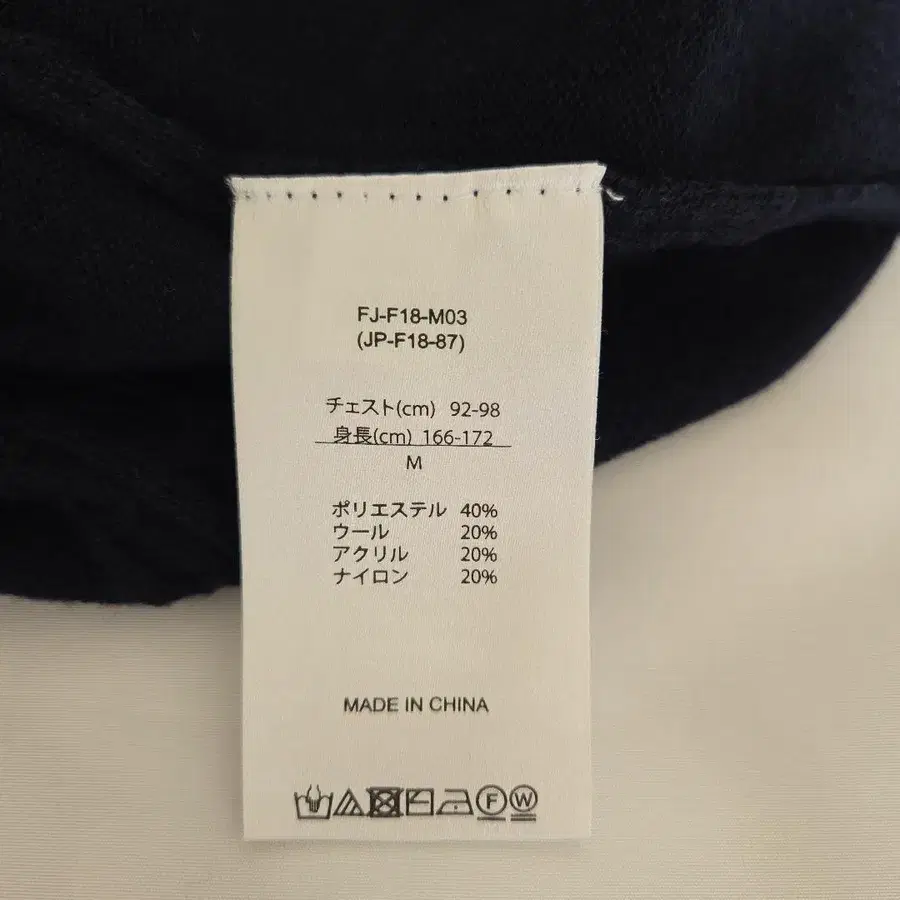 FJ-F18-M03
(JP-F18-87)
チェスト(cm) 92-98
身長(cm) 166-172
M
ポリエステル 40%
ウール 20%
アクリル 20%
ナイロン 20%
MADE IN CHINA
F W